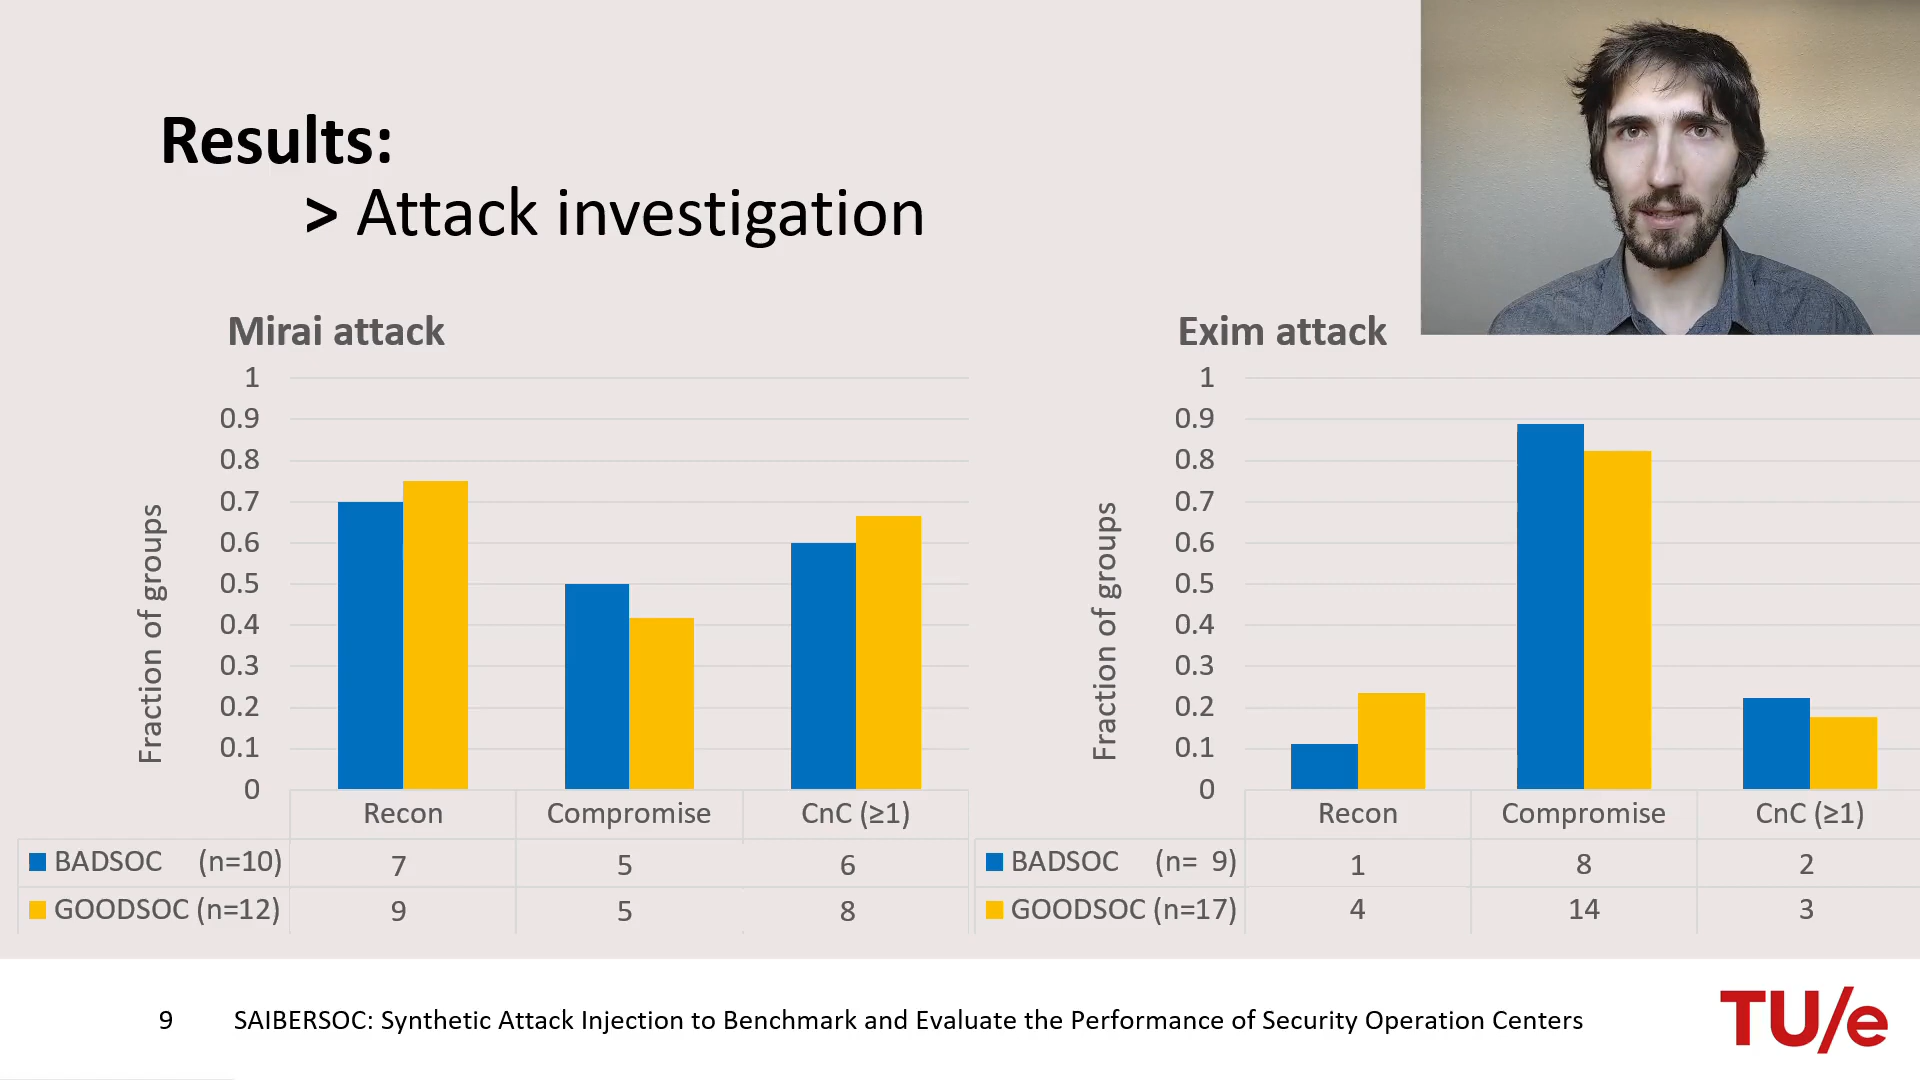 Results:
> Attack investigation
Mirai attack
1
0.9
0.8
0.7
0.6
0.5
0.4
0.3
0.2
0.1
0
Fraction of groups
Recon Compromise CnC (≥1)
BADSOC (n=10) 7 5 6
GOODSOC (n=12) 9 5 8
Exim attack
1
0.9
0.8
0.7
0.6
0.5
0.4
0.3
0.2
0.1
0
Fraction of groups
Recon Compromise CnC (≥1)
BADSOC (n= 9) 1 8 2
GOODSOC (n=17) 4 14 3
9 SAIBERSOC: Synthetic Attack Injection to Benchmark and Evaluate the Performance of Security Operation Centers
TU/e